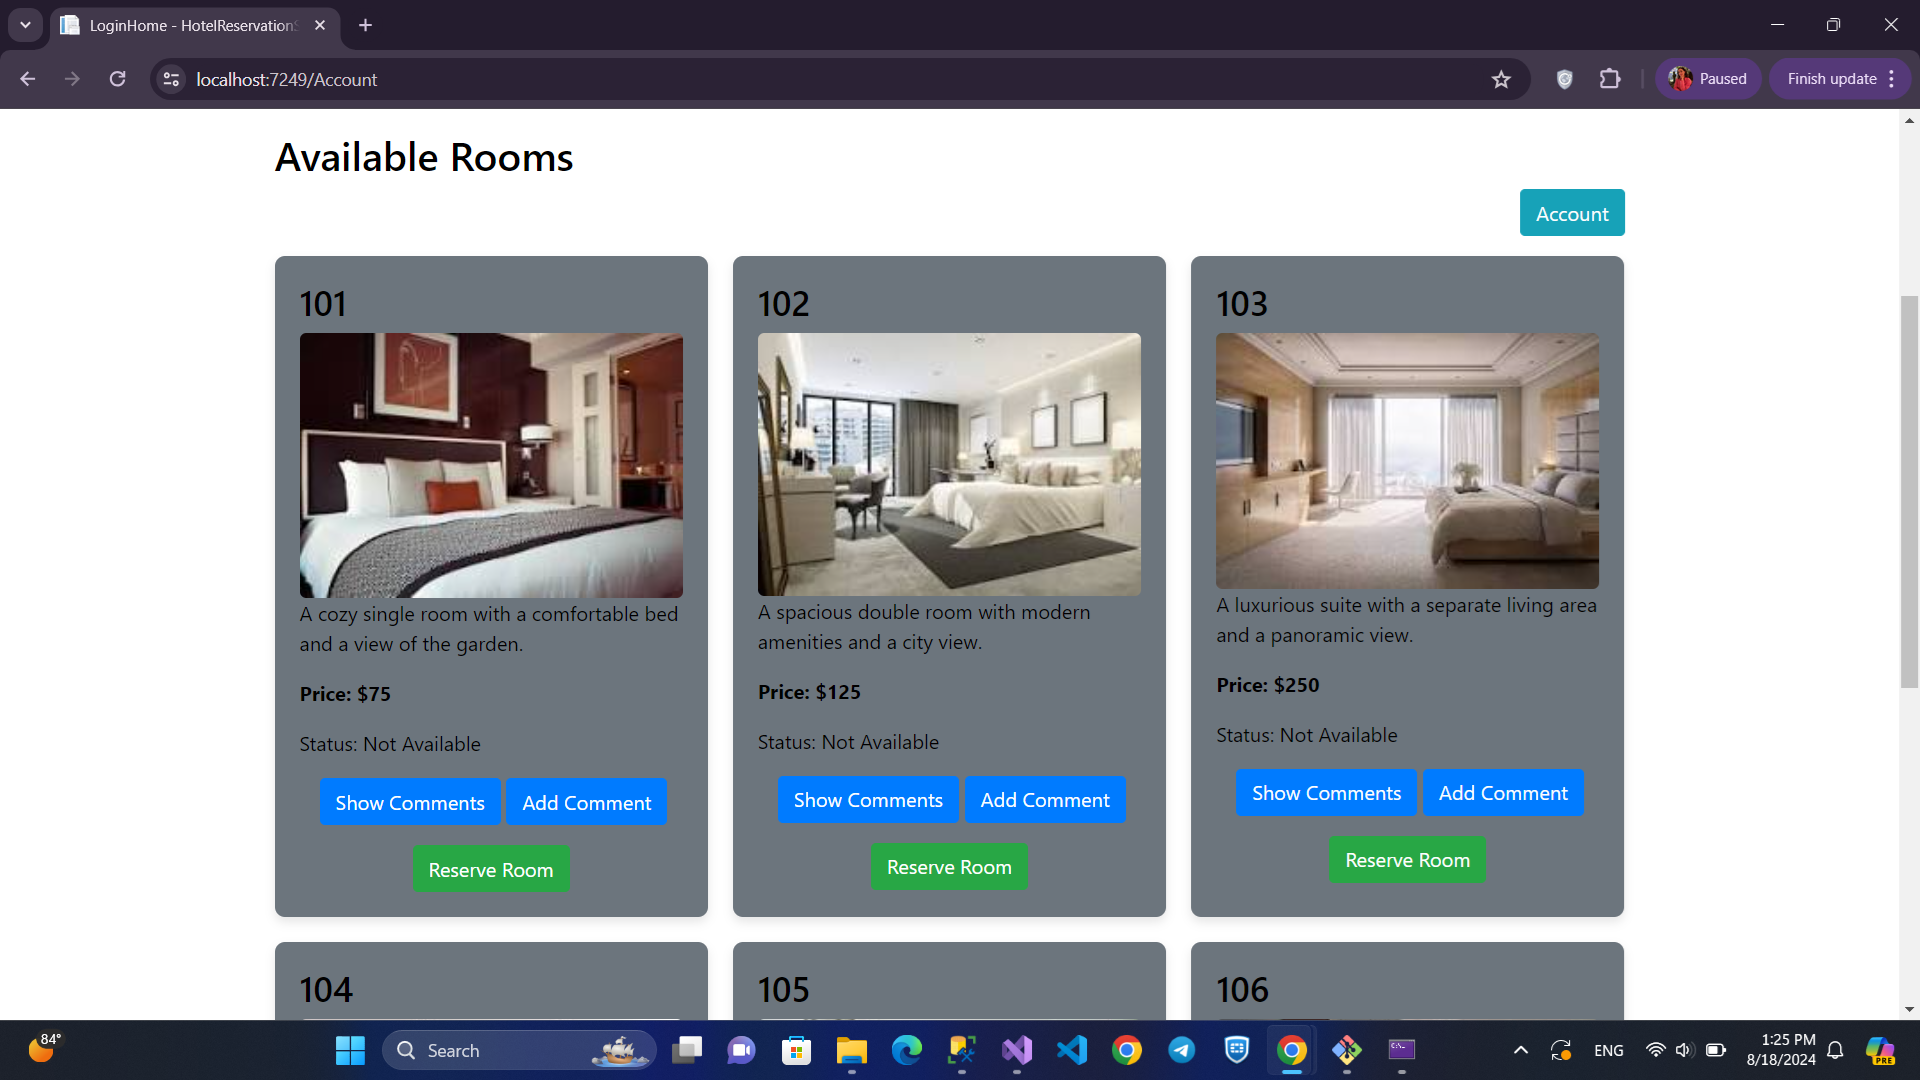 LoginHome - HotelReservation
localhost:7249/Account
Paused
Finish update
Available Rooms
Account
101
A cozy single room with a comfortable bed
and a view of the garden.
Price: $75
Status: Not Available
Show Comments
Add Comment
Reserve Room
102
A spacious double room with modern
amenities and a city view.
Price: $125
Status: Not Available
Show Comments
Add Comment
Reserve Room
103
A luxurious suite with a separate living area
and a panoramic view.
Price: $250
Status: Not Available
Show Comments
Add Comment
Reserve Room
104
105
106
84°
Search
ENG
1:25 PM
8/18/2024
PRE